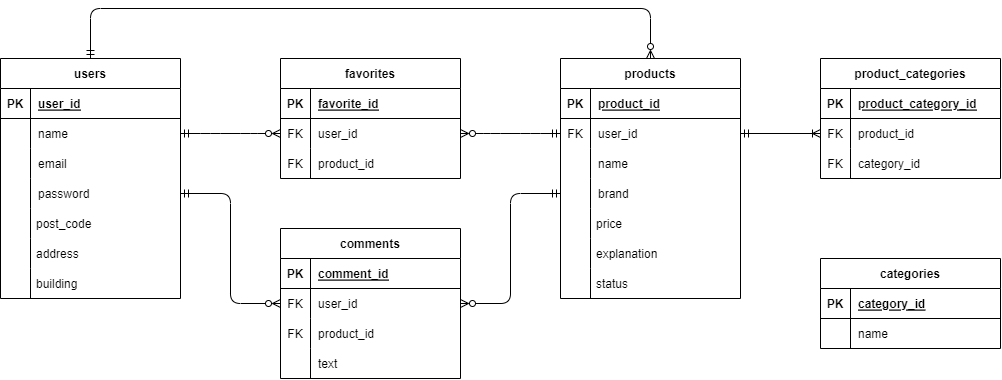 users
PK user_id
name
email
password
post_code
address
building
favorites
PK favorite_id
FK user_id
FK product_id
comments
PK comment_id
FK user_id
FK product_id
text
products
PK product_id
FK user_id
name
brand
price
explanation
status
product_categories
PK product_category_id
FK product_id
FK category_id
categories
PK category_id
name